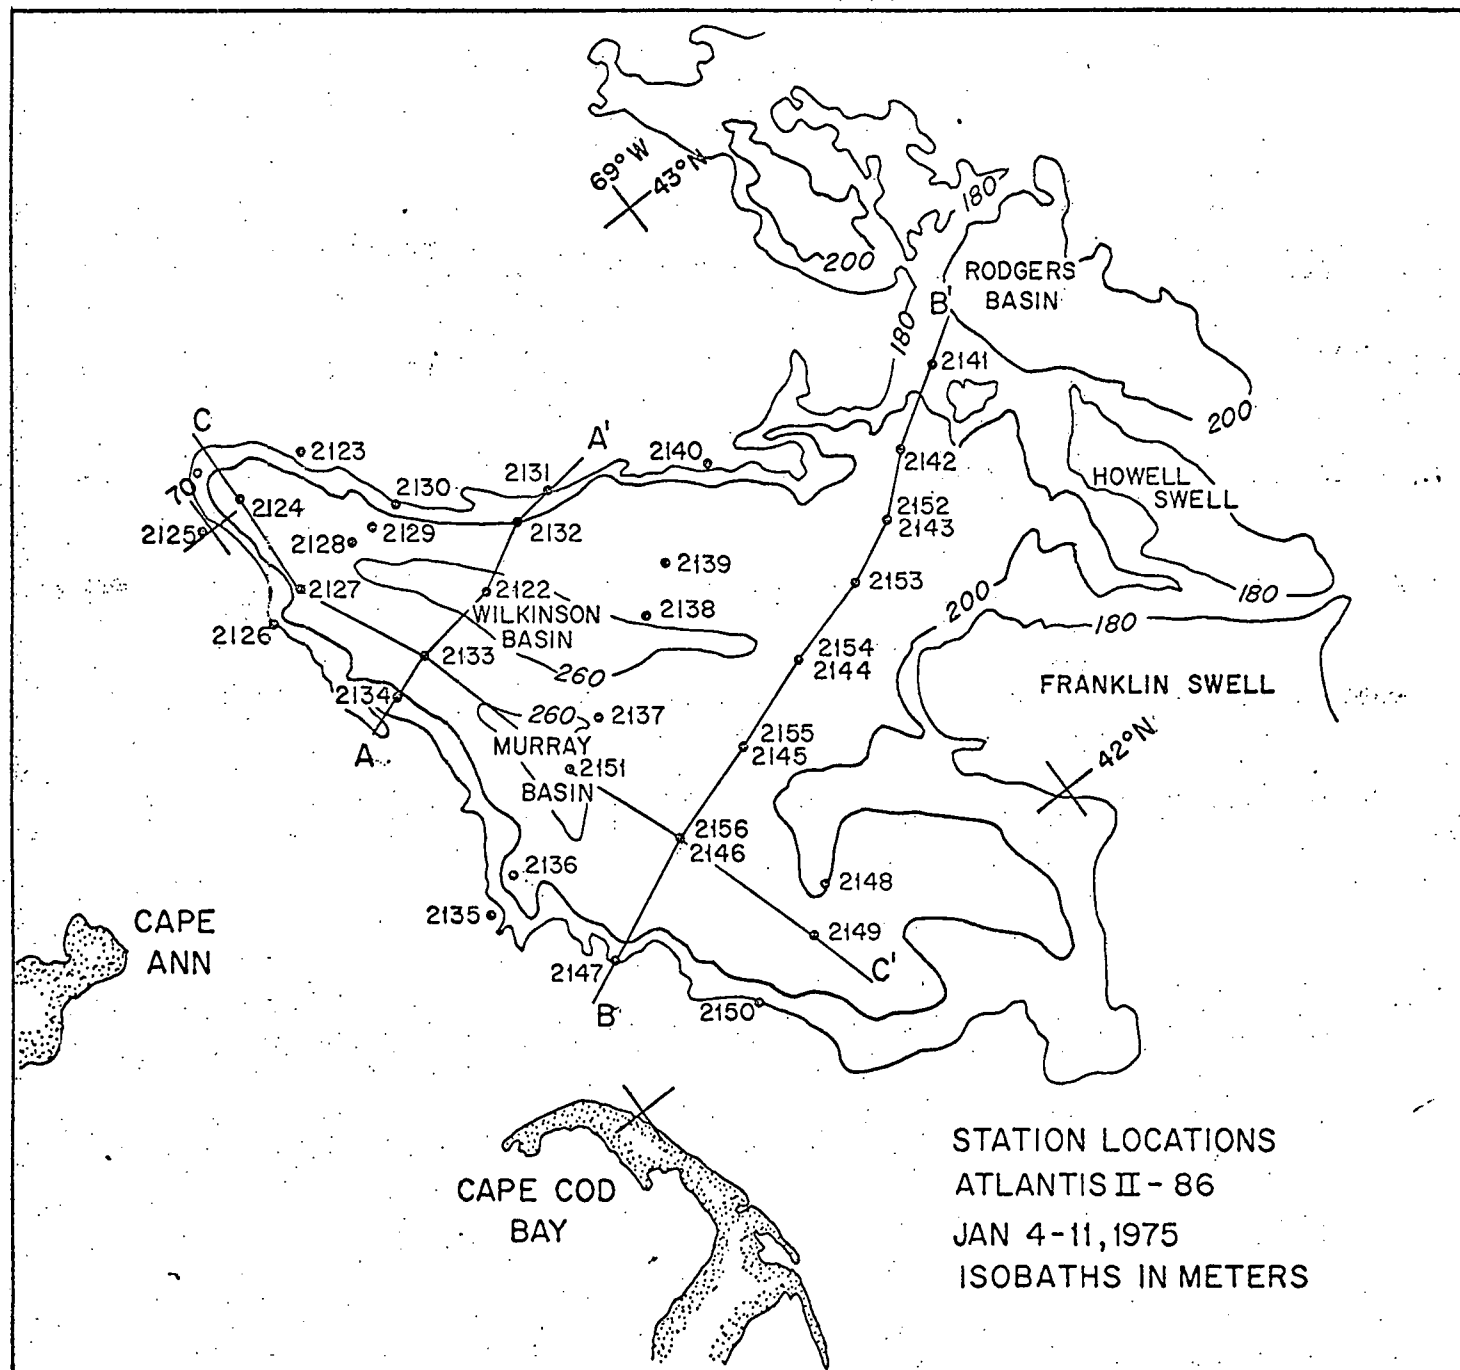 69°W
43°N
180
200
RODGERS
BASIN
B'
180
2141
200
C
A'
2123
2140
2131
2142
HOWELL
SWELL
70°
2124
2130
2152
2143
2125
2129
2128
2132
2139
2153
2127
2122
200
180
WILKINSON
BASIN
2138
180
2126
2133
2154
2144
260
FRANKLIN SWELL
2134
260
2137
A
MURRAY
BASIN
2155
2145
42°N
2151
2156
2146
2136
2148
2135
2149
CAPE
ANN
2147
C'
B
2150
STATION LOCATIONS
ATLANTIS II - 86
JAN 4-11, 1975
ISOBATHS IN METERS
CAPE COD
BAY